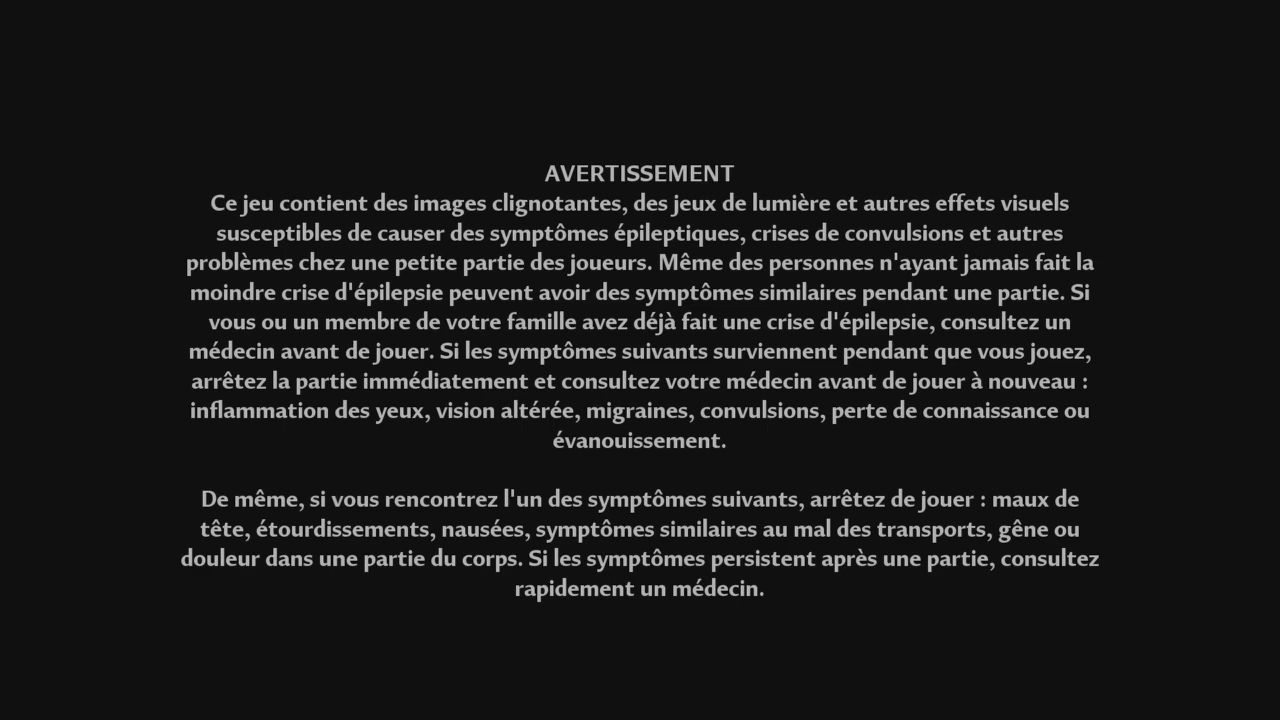 AVERTISSEMENT
Ce jeu contient des images clignotantes, des jeux de lumière et autres effets visuels
susceptibles de causer des symptômes épileptiques, crises de convulsions et autres
problèmes chez une petite partie des joueurs. Même des personnes n'ayant jamais fait la
moindre crise d'épilepsie peuvent avoir des symptômes similaires pendant une partie. Si
vous ou un membre de votre famille avez déjà fait une crise d'épilepsie, consultez un
médecin avant de jouer. Si les symptômes suivants surviennent pendant que vous jouez,
arrêtez la partie immédiatement et consultez votre médecin avant de jouer à nouveau :
inflammation des yeux, vision altérée, migraines, convulsions, perte de connaissance ou
évanouissement.
De même, si vous rencontrez l'un des symptômes suivants, arrêtez de jouer : maux de
tête, étourdissements, nausées, symptômes similaires au mal des transports, gêne ou
douleur dans une partie du corps. Si les symptômes persistent après une partie, consultez
rapidement un médecin.